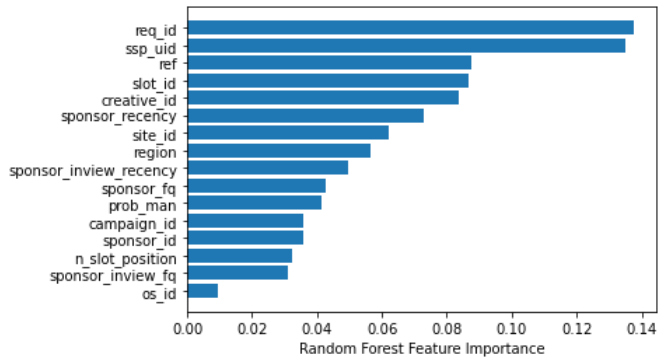 req_id
ssp_uid
ref
slot_id
creative_id
sponsor_recency
site_id
region
sponsor_inview_recency
sponsor_fq
prob_man
campaign_id
sponsor_id
n_slot_position
sponsor_inview_fq
os_id
0.00 0.02 0.04 0.06 0.08 0.10 0.12 0.14
Random Forest Feature Importance